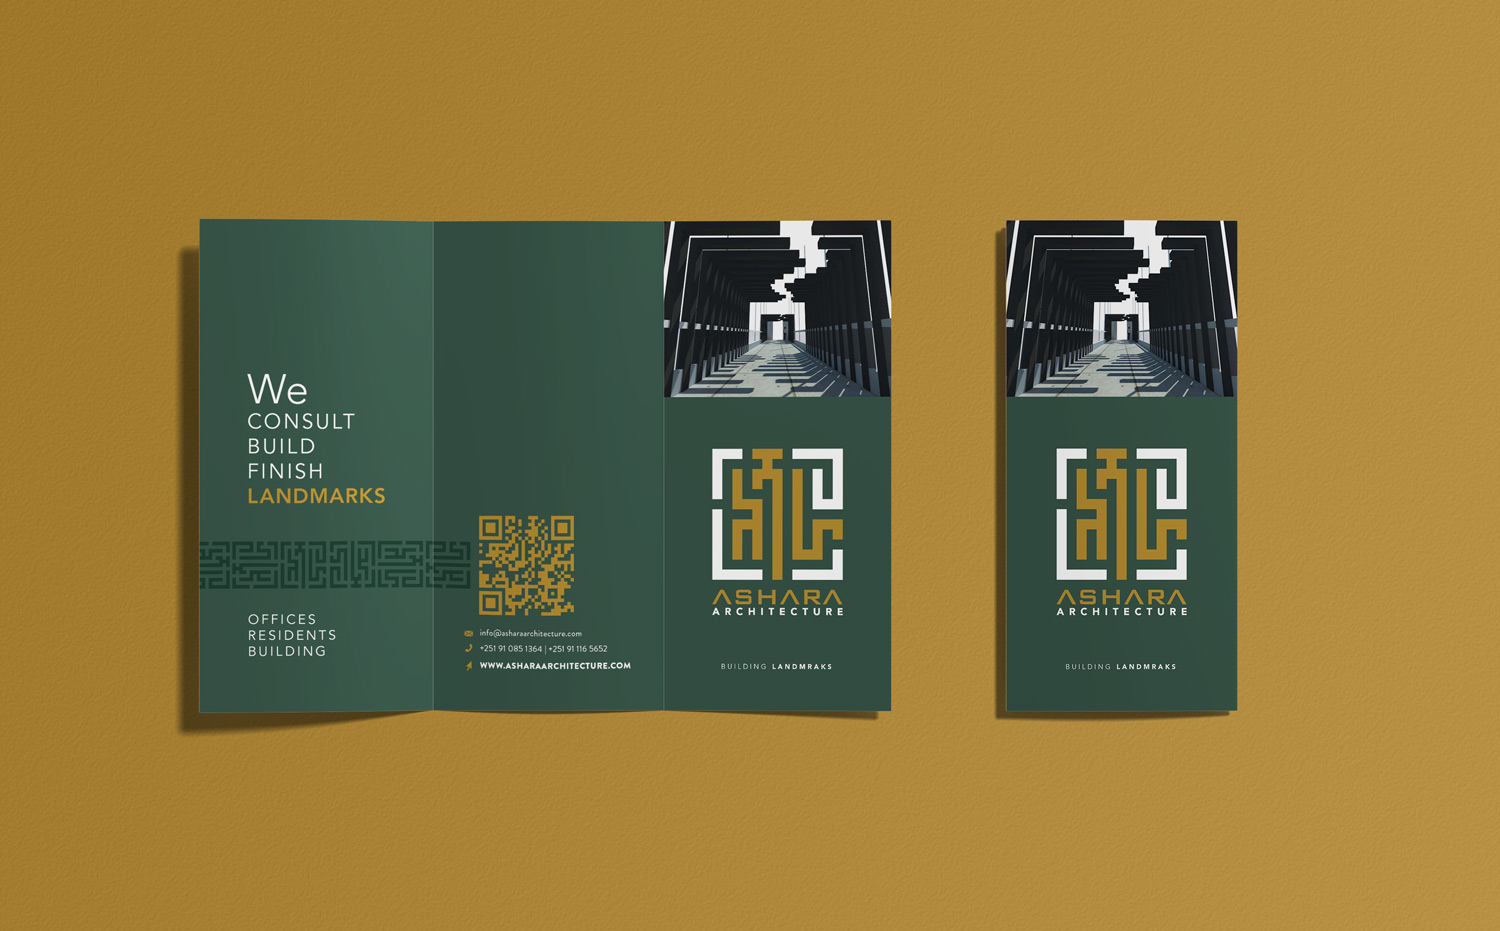 We
CONSULT
BUILD
FINISH
LANDMARKS
OFFICES
RESIDENTS
BUILDING
info@asharaarchitecture.com
+251 91 085 1364 | +251 91 116 5652
WWW.ASHARAARCHITECTURE.COM
ASHARA
ARCHITECTURE
BUILDING LANDMRAKS
ASHARA
ARCHITECTURE
BUILDING LANDMRAKS